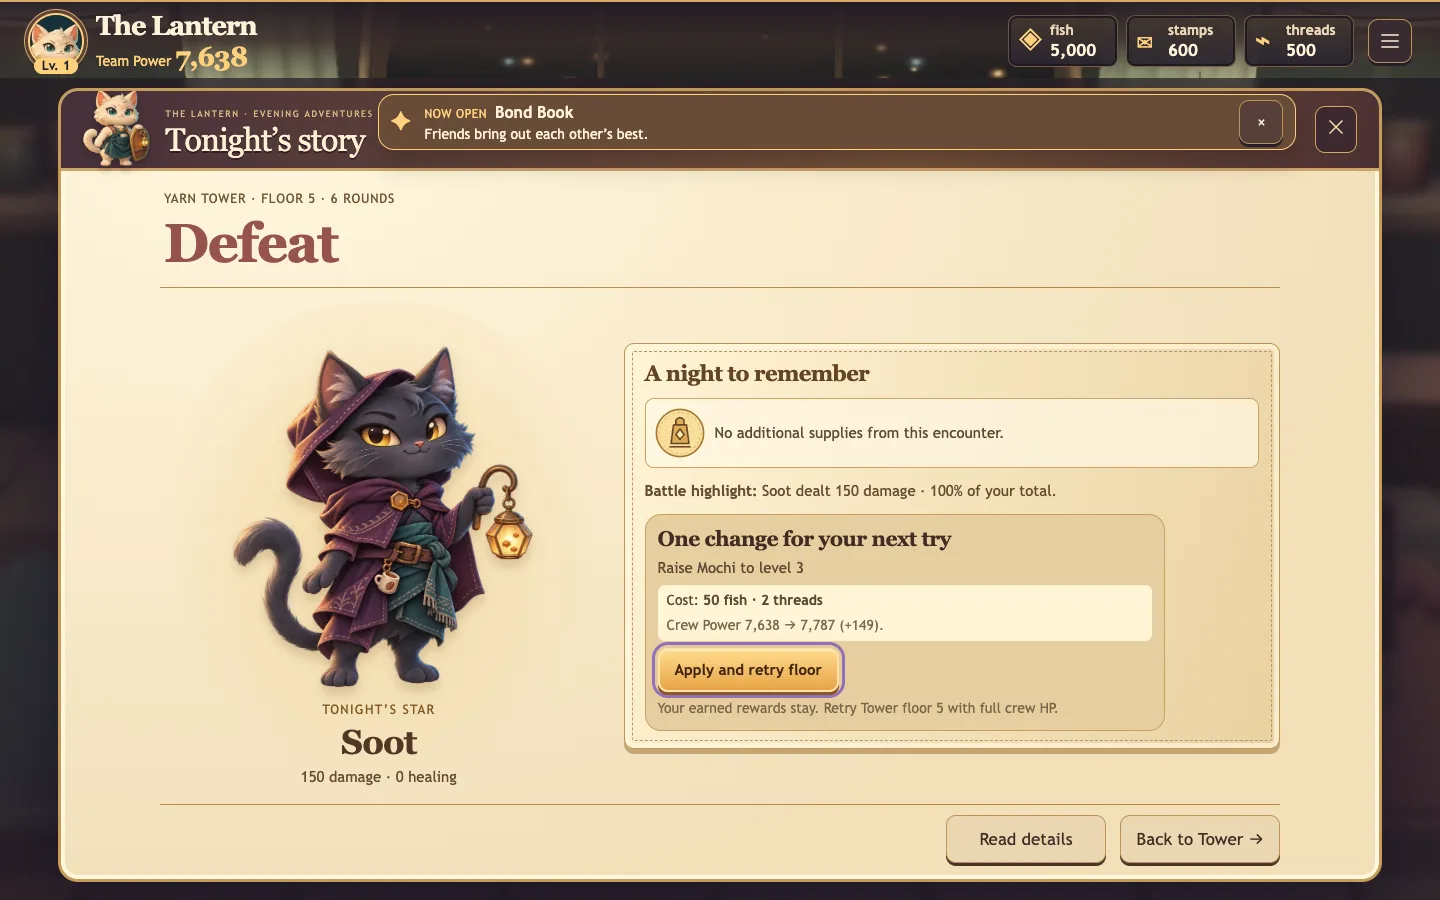 The Lantern
Team Power 7,638
Lv. 1
fish
5,000
stamps
600
threads
500
THE LANTERN · EVENING ADVENTURES
Tonight’s story
NOW OPEN Bond Book
Friends bring out each other’s best.
YARN TOWER · FLOOR 5 · 6 ROUNDS
Defeat
TONIGHT’S STAR
Soot
150 damage · 0 healing
A night to remember
No additional supplies from this encounter.
Battle highlight: Soot dealt 150 damage · 100% of your total.
One change for your next try
Raise Mochi to level 3
Cost: 50 fish · 2 threads
Crew Power 7,638 → 7,787 (+149).
Apply and retry floor
Your earned rewards stay. Retry Tower floor 5 with full crew HP.
Read details
Back to Tower →